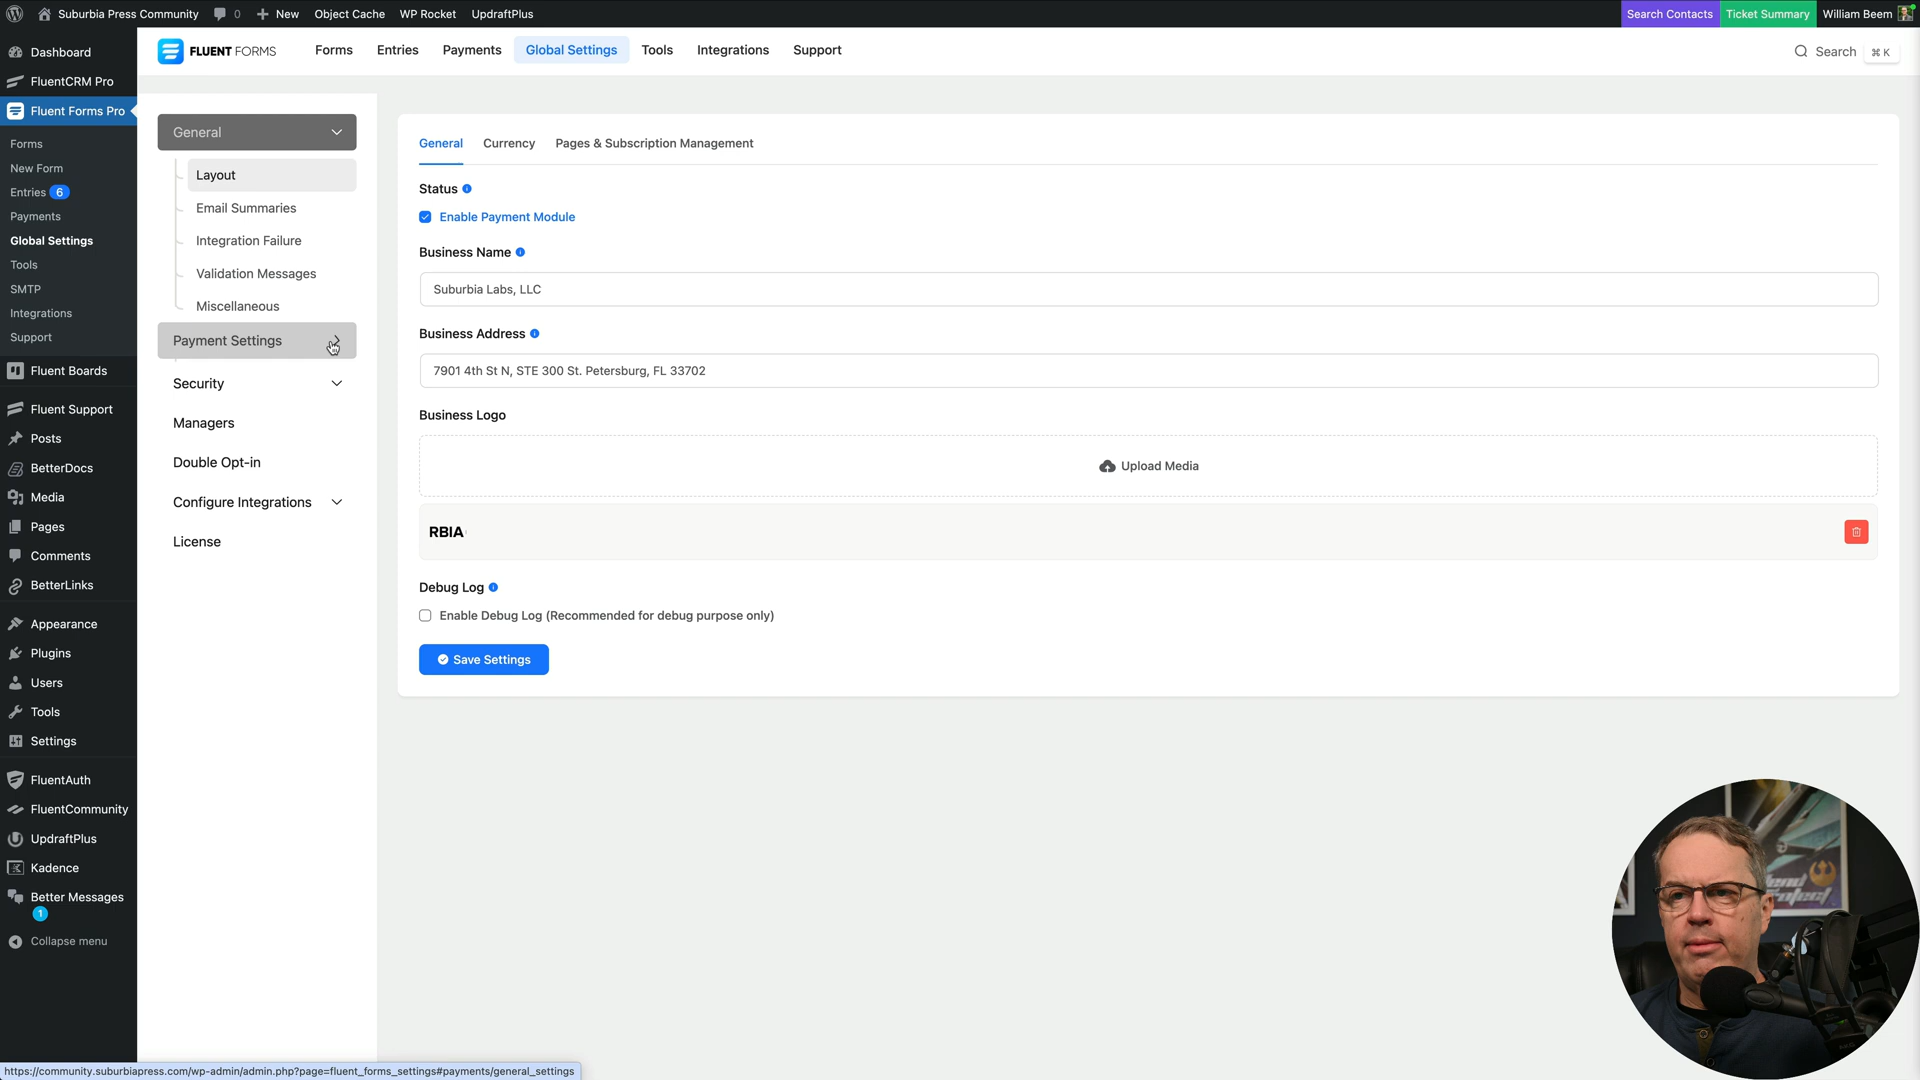 Suburbia Press Community
0
New
Object Cache
WP Rocket
UpdraftPlus
Search Contacts
Ticket Summary
William Beem
Dashboard
FluentCRM Pro
Fluent Forms Pro
Forms
New Form
Entries 6
Payments
Global Settings
Tools
SMTP
Integrations
Support
Fluent Boards
Fluent Support
Posts
BetterDocs
Media
Pages
Comments
BetterLinks
Appearance
Plugins
Users
Tools
Settings
FluentAuth
FluentCommunity
UpdraftPlus
Kadence
Better Messages
1
Collapse menu
FLUENT FORMS
Forms
Entries
Payments
Global Settings
Tools
Integrations
Support
Search ⌘ K
General
Layout
Email Summaries
Integration Failure
Validation Messages
Miscellaneous
Payment Settings
Security
Managers
Double Opt-in
Configure Integrations
License
General
Currency
Pages & Subscription Management
Status
Enable Payment Module
Business Name
Suburbia Labs, LLC
Business Address
7901 4th St N, STE 300 St. Petersburg, FL 33702
Business Logo
Upload Media
RBIA
Debug Log
Enable Debug Log (Recommended for debug purpose only)
Save Settings
https://community.suburbiapress.com/wp-admin/admin.php?page=fluent_forms_settings#payments/general_settings